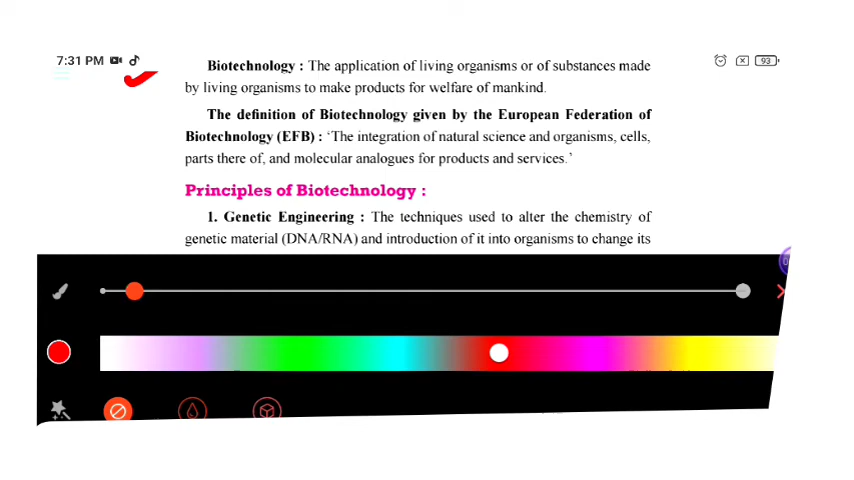 7:31 PM
93
Biotechnology : The application of living organisms or of substances made
by living organisms to make products for welfare of mankind.
The definition of Biotechnology given by the European Federation of
Biotechnology (EFB) : ‘The integration of natural science and organisms, cells,
parts there of, and molecular analogues for products and services.’
Principles of Biotechnology :
1. Genetic Engineering : The techniques used to alter the chemistry of
genetic material (DNA/RNA) and introduction of it into organisms to change its